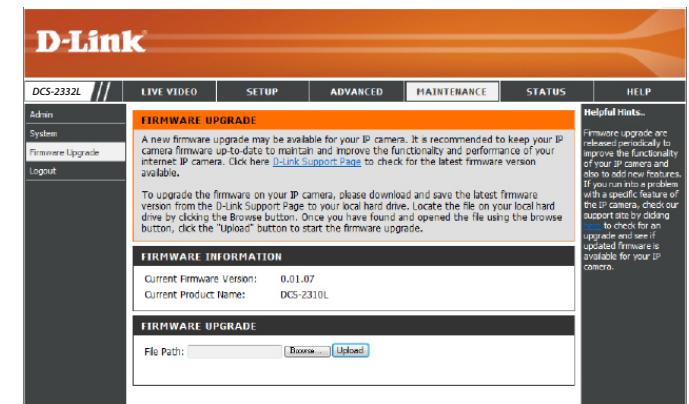 D-Link
DCS-2332L
LIVE VIDEO
SETUP
ADVANCED
MAINTENANCE
STATUS
HELP
Admin
System
Firmware Upgrade
Logout
FIRMWARE UPGRADE
A new firmware upgrade may be available for your IP camera. It is recommended to keep your IP
camera firmware up-to-date to maintain and improve the functionality and performance of your
internet IP camera. Click here D-Link Support Page to check for the latest firmware version
available.
To upgrade the firmware on your IP camera, please download and save the latest firmware
version from the D-Link Support Page to your local hard drive. Locate the file on your local hard
drive by clicking the Browse button. Once you have found and opened the file using the browse
button, click the "Upload" button to start the firmware upgrade.
FIRMWARE INFORMATION
Current Firmware Version: 0.01.07
Current Product Name: DCS-2310L
FIRMWARE UPGRADE
File Path: Browse... Upload
Helpful Hints..
Firmware upgrade are
released periodically to
improve the functionality
of your IP camera and
also to add new features.
If you run into a problem
with a specific feature of
the IP camera, check our
support site by clicking
here to check for an
upgrade and see if
updated firmware is
available for your IP
camera.